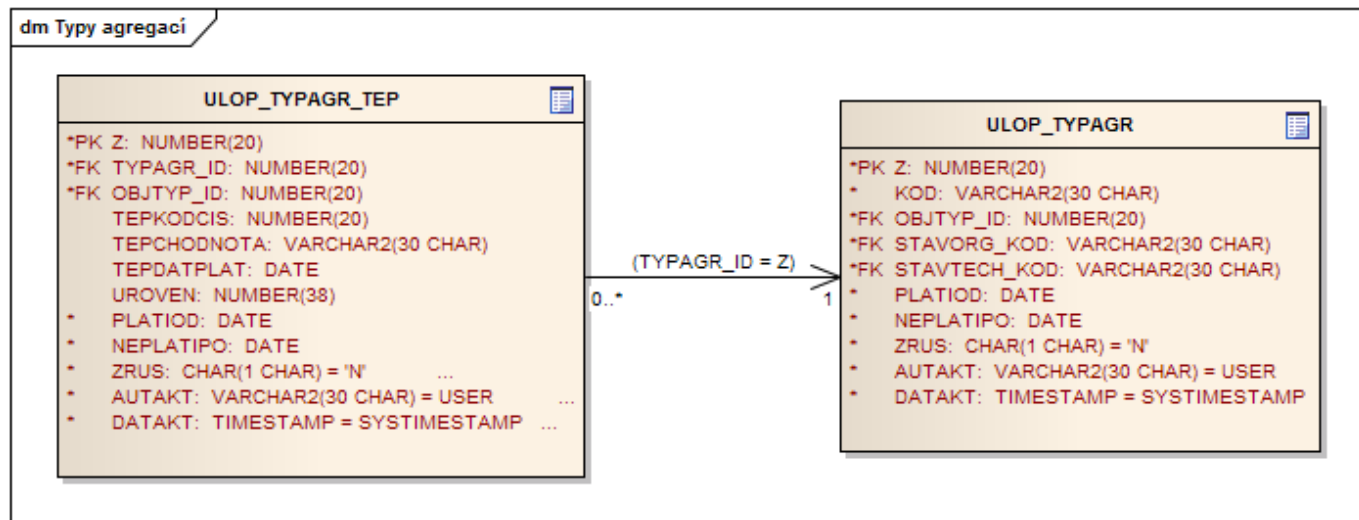 dm Typy agregací
ULOP_TYPAGR_TEP
*PK Z: NUMBER(20)
*FK TYPAGR_ID: NUMBER(20)
*FK OBJTYP_ID: NUMBER(20)
TEPKODCIS: NUMBER(20)
TEPCHODNOTA: VARCHAR2(30 CHAR)
TEPDATPLAT: DATE
UROVEN: NUMBER(38)
* PLATIOD: DATE
* NEPLATIPO: DATE
* ZRUS: CHAR(1 CHAR) = 'N' ...
* AUTAKT: VARCHAR2(30 CHAR) = USER ...
* DATAKT: TIMESTAMP = SYSTIMESTAMP ...
(TYPAGR_ID = Z)
0..* 1
ULOP_TYPAGR
*PK Z: NUMBER(20)
* KOD: VARCHAR2(30 CHAR)
*FK OBJTYP_ID: NUMBER(20)
*FK STAVORG_KOD: VARCHAR2(30 CHAR)
*FK STAVTECH_KOD: VARCHAR2(30 CHAR)
* PLATIOD: DATE
* NEPLATIPO: DATE
* ZRUS: CHAR(1 CHAR) = 'N'
* AUTAKT: VARCHAR2(30 CHAR) = USER
* DATAKT: TIMESTAMP = SYSTIMESTAMP